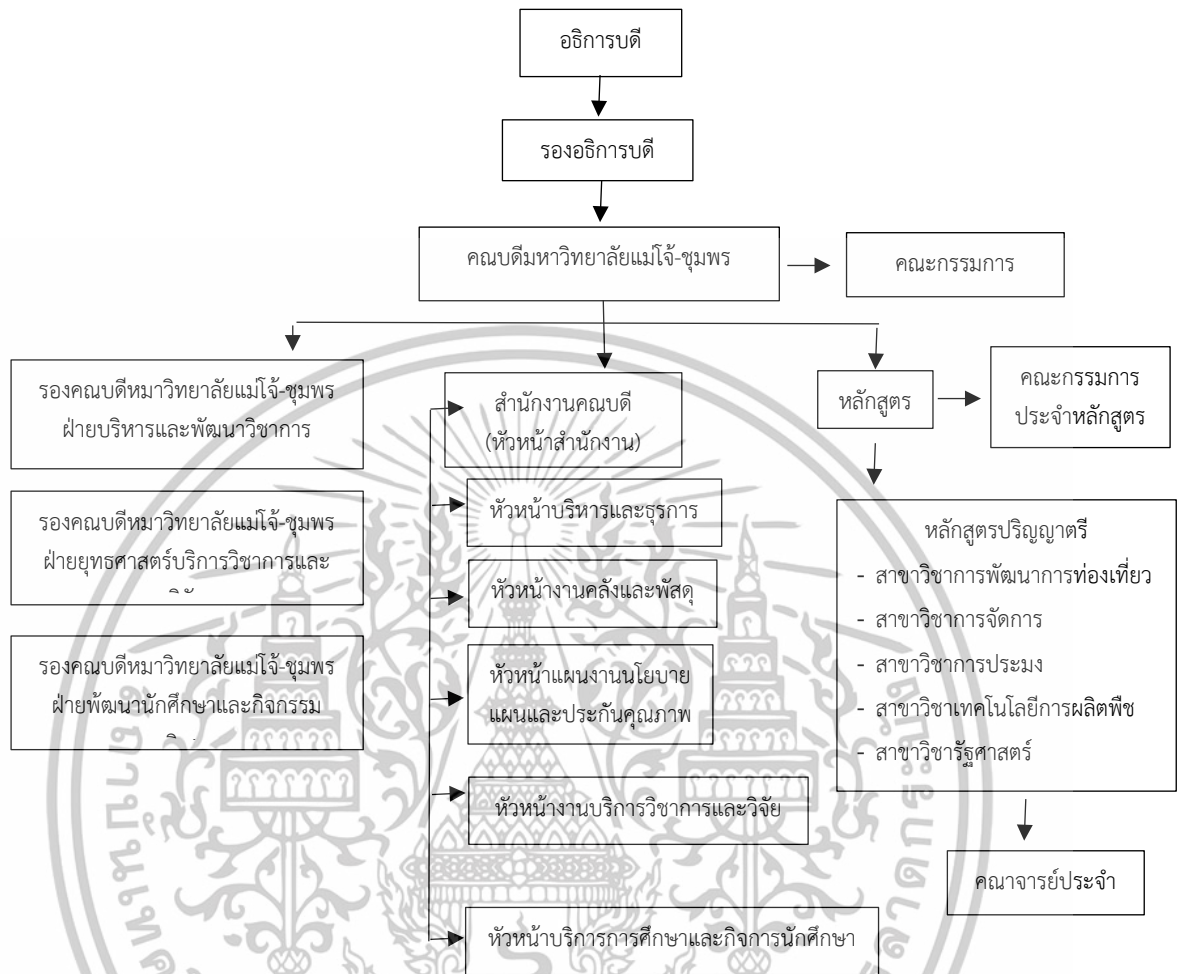 อธิการบดี
รองอธิการบดี
คณบดีมหาวิทยาลัยแม่โจ้-ชุมพร
คณะกรรมการ
รองคณบดีหมาวิทยาลัยแม่โจ้-ชุมพร
ฝ่ายบริหารและพัฒนาวิชาการ
รองคณบดีหมาวิทยาลัยแม่โจ้-ชุมพร
ฝ่ายยุทธศาสตร์บริการวิชาการและ
รองคณบดีหมาวิทยาลัยแม่โจ้-ชุมพร
ฝ่ายพัฒนานักศึกษาและกิจกรรม
สำนักงานคณบดี
(หัวหน้าสำนักงาน)
หัวหน้าบริหารและธุรการ
หัวหน้างานคลังและพัสดุ
หัวหน้าแผนงานนโยบาย
แผนและประกันคุณภาพ
หัวหน้างานบริการวิชาการและวิจัย
หัวหน้าบริการการศึกษาและกิจการนักศึกษา
หลักสูตร
คณะกรรมการ
ประจำหลักสูตร
หลักสูตรปริญญาตรี
- สาขาวิชาการพัฒนาการท่องเที่ยว
- สาขาวิชาการจัดการ
- สาขาวิชาการประมง
- สาขาวิชาเทคโนโลยีการผลิตพืช
- สาขาวิชารัฐศาสตร์
คณาจารย์ประจำ